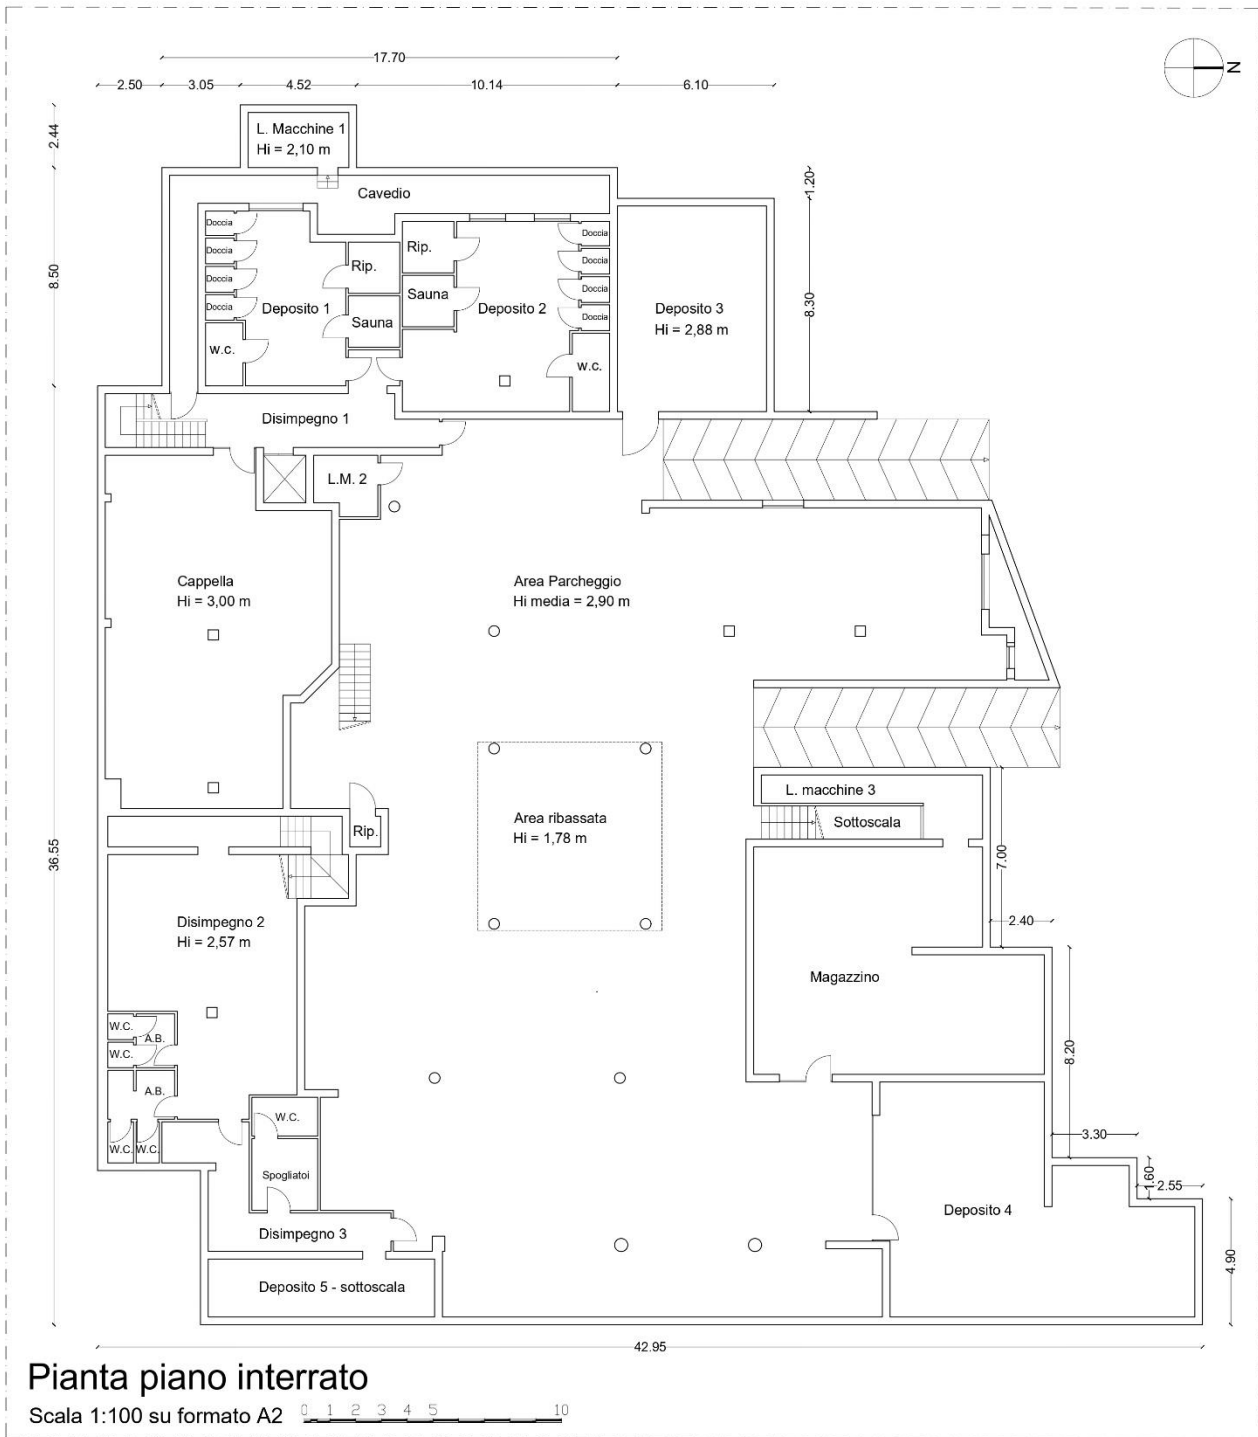 17.70
2.50
3.05
4.52
10.14
6.10
N
2.44
L. Macchine 1
Hi = 2,10 m
Cavedio
1.20
Doccia
Doccia
Doccia
Doccia
Rip.
Rip.
Doccia
Doccia
Doccia
Doccia
8.50
Deposito 1
Sauna
Sauna
Deposito 2
Deposito 3
Hi = 2,88 m
8.30
w.c.
w.c.
Disimpegno 1
L.M. 2
Cappella
Hi = 3,00 m
Area Parcheggio
Hi media = 2,90 m
L. macchine 3
Area ribassata
Hi = 1,78 m
Sottoscala
Rip.
36.55
7.00
Disimpegno 2
Hi = 2,57 m
2.40
Magazzino
W.C.
A.B.
W.C.
8.20
A.B.
W.C.
W.C.
W.C.
3.30
Spogliatoi
1.60
2.55
Deposito 4
Disimpegno 3
4.90
Deposito 5 - sottoscala
42.95
Pianta piano interrato
Scala 1:100 su formato A2
0 1 2 3 4 5 10